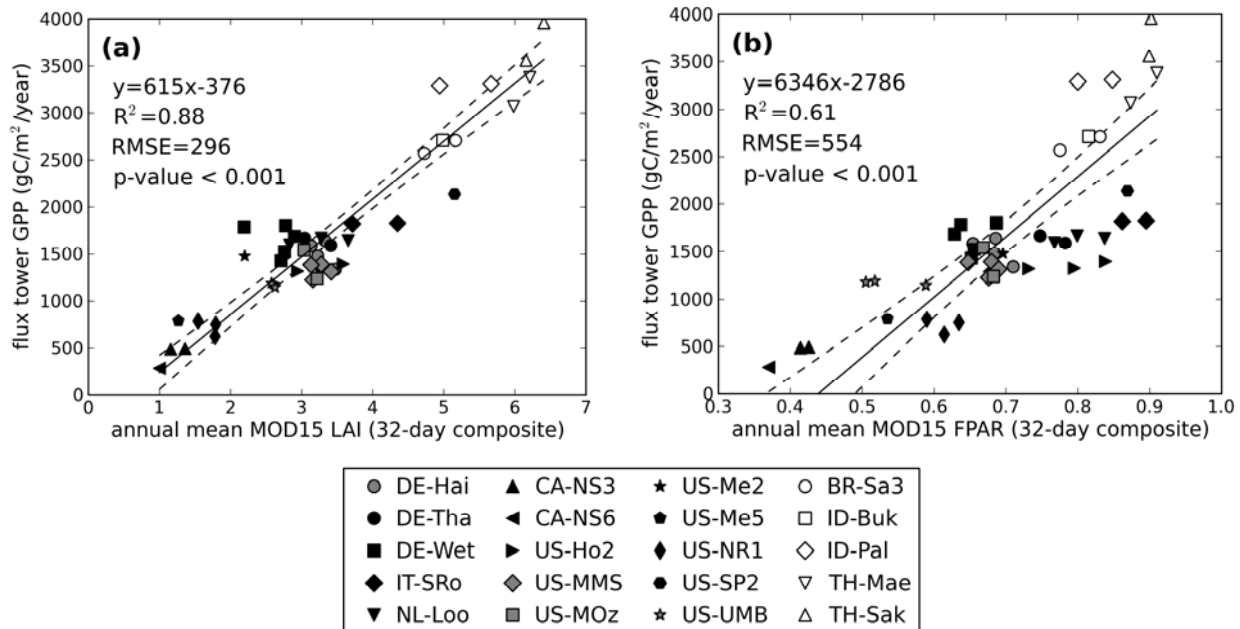 (a)
y=615x-376
R²=0.88
RMSE=296
p-value < 0.001
flux tower GPP (gC/m²/year)
4000
3500
3000
2500
2000
1500
1000
500
0
0 1 2 3 4 5 6 7
annual mean MOD15 LAI (32-day composite)
(b)
y=6346x-2786
R²=0.61
RMSE=554
p-value < 0.001
flux tower GPP (gC/m²/year)
4000
3500
3000
2500
2000
1500
1000
500
0
0.3 0.4 0.5 0.6 0.7 0.8 0.9 1.0
annual mean MOD15 FPAR (32-day composite)
DE-Hai CA-NS3 US-Me2 BR-Sa3
DE-Tha CA-NS6 US-Me5 ID-Buk
DE-Wet US-Ho2 US-NR1 ID-Pal
IT-SRo US-MMS US-SP2 TH-Mae
NL-Loo US-MOz US-UMB TH-Sak